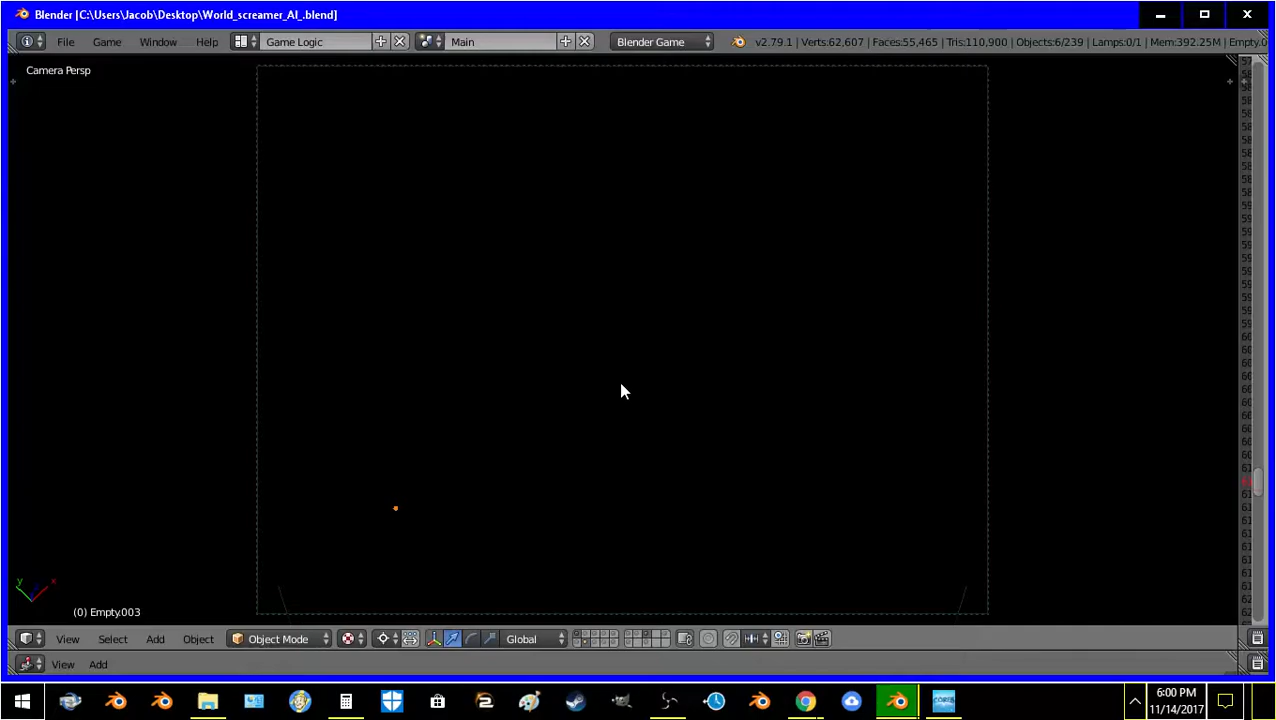 Blender [C:\Users\Jacob\Desktop\World_screamer_AI_.blend]
File Game Window Help Game Logic Main Blender Game v2.79.1 | Verts:62,607 | Faces:55,465 | Tris:110,900 | Objects:6/239 | Lamps:0/1 | Mem:392.25M | Empty.0
Camera Persp
y x
(0) Empty.003
View Select Add Object Object Mode Global
View Add
6:00 PM
11/14/2017